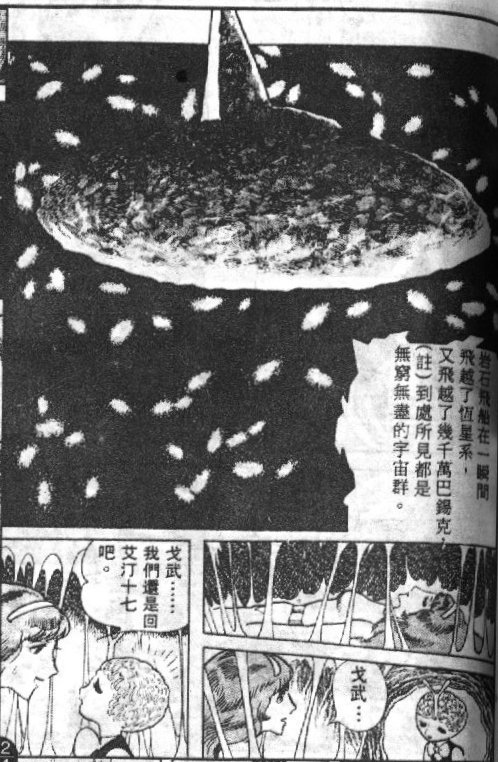 岩石飛船在一瞬間
飛越了恆星系，
又飛越了幾千萬巴錫克，
(註)到處所見都是
無窮無盡的宇宙群。
戈武…
戈武……
我們還是回
艾汀十七
吧。
2